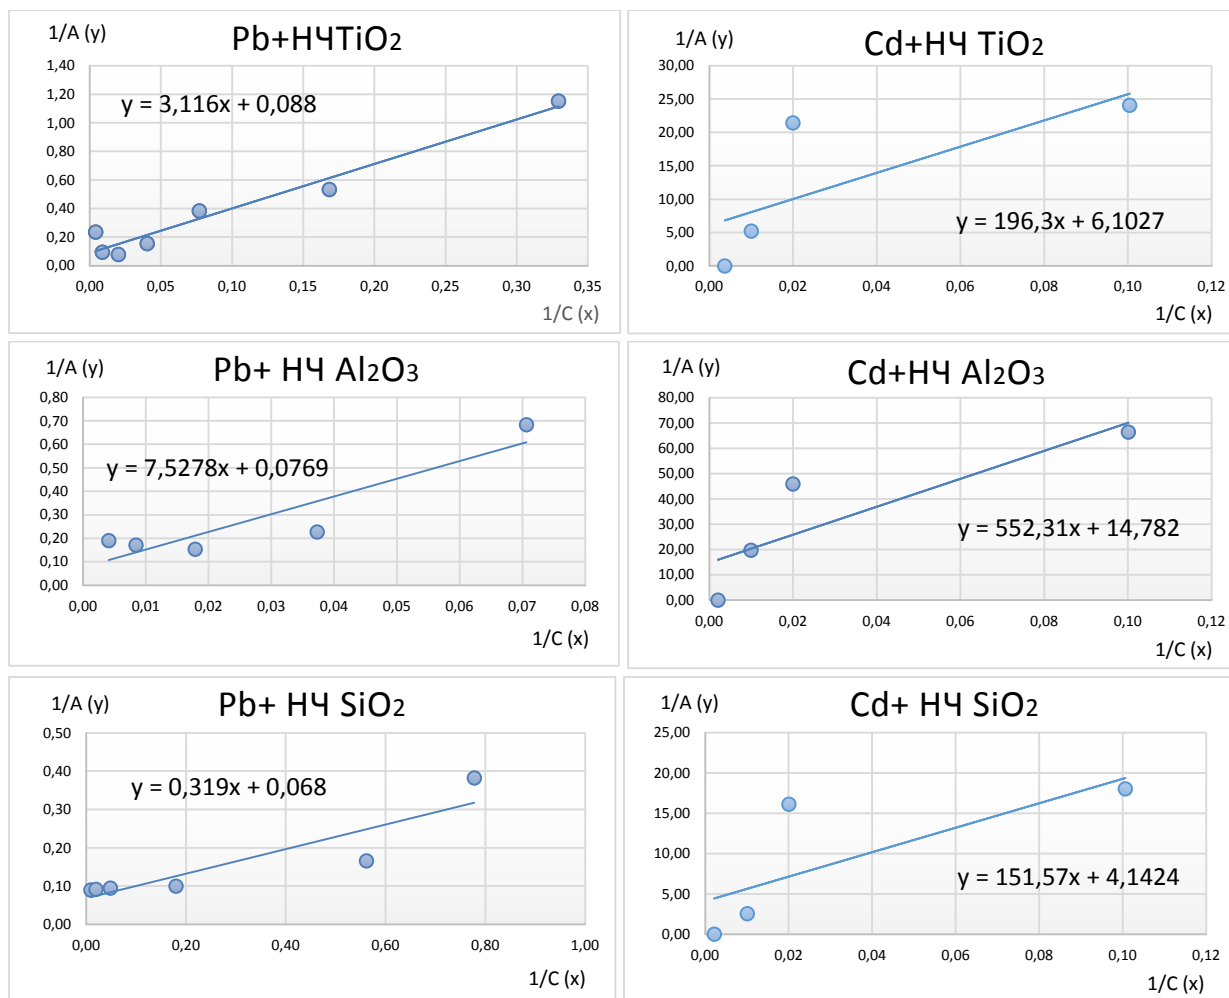 1/A (y)
Pb+НЧTiO2
1,40
1,20
1,00
0,80
0,60
0,40
0,20
0,00
y = 3,116x + 0,088
0,00 0,05 0,10 0,15 0,20 0,25 0,30 0,35
1/C (x)
1/A (y)
Cd+НЧ TiO2
30,00
25,00
20,00
15,00
10,00
5,00
0,00
y = 196,3x + 6,1027
0,00 0,02 0,04 0,06 0,08 0,10 0,12
1/C (x)
1/A (y)
Pb+ НЧ Al2O3
0,80
0,70
0,60
0,50
0,40
0,30
0,20
0,10
0,00
y = 7,5278x + 0,0769
0,00 0,01 0,02 0,03 0,04 0,05 0,06 0,07 0,08
1/C (x)
1/A (y)
Cd+НЧ Al2O3
80,00
70,00
60,00
50,00
40,00
30,00
20,00
10,00
0,00
y = 552,31x + 14,782
0,00 0,02 0,04 0,06 0,08 0,10 0,12
1/C (x)
1/A (y)
Pb+ НЧ SiO2
0,50
0,40
0,30
0,20
0,10
0,00
y = 0,319x + 0,068
0,00 0,20 0,40 0,60 0,80 1,00
1/C (x)
1/A (y)
Cd+ НЧ SiO2
25,00
20,00
15,00
10,00
5,00
0,00
y = 151,57x + 4,1424
0,00 0,02 0,04 0,06 0,08 0,10 0,12
1/C (x)